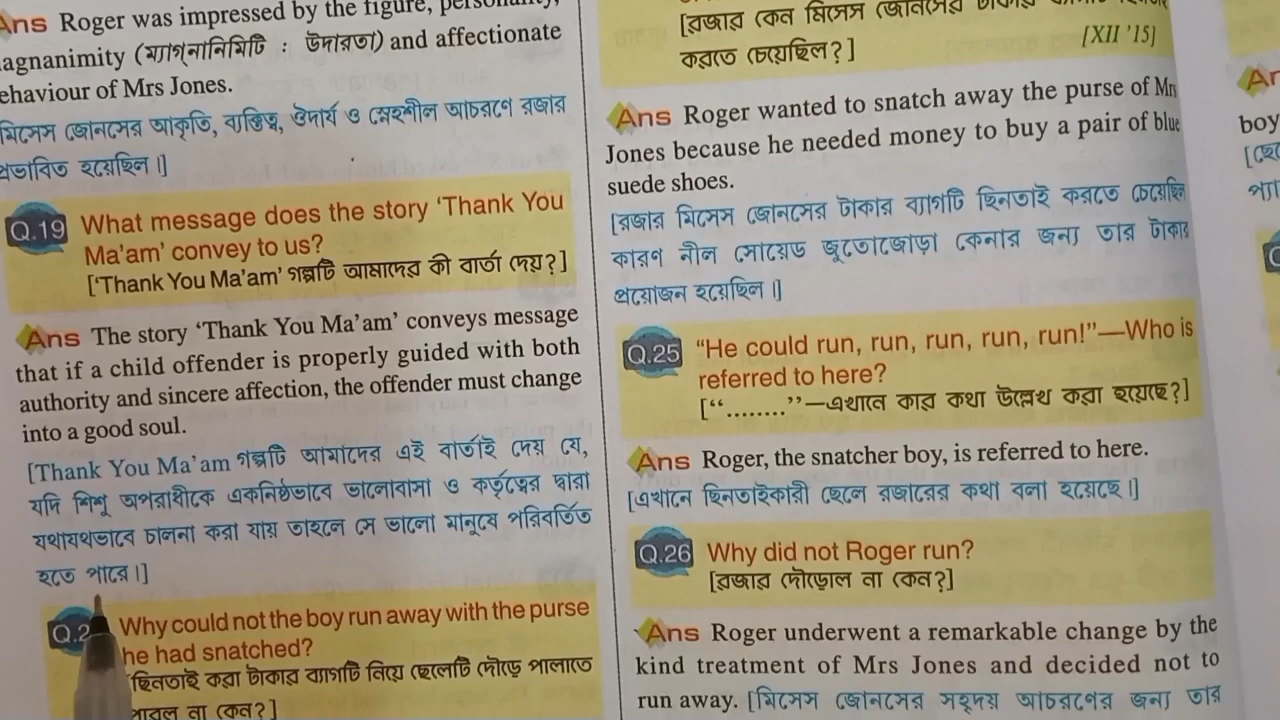 Ans Roger was impressed by the figure,
agnanimity (ম্যাগ্‌নানিমিটি : উদারতা) and affectionate
ehaviour of Mrs Jones.
মিসেস জোনসের আকৃতি, ব্যক্তিত্ব, ঔদার্য ও স্নেহশীল আচরণে রজার
প্রভাবিত হয়েছিল।]
Q.19 What message does the story ‘Thank You
Ma’am’ convey to us?
[‘Thank You Ma’am’ গল্পটি আমাদের কী বার্তা দেয়?]
Ans The story ‘Thank You Ma’am’ conveys message
that if a child offender is properly guided with both
authority and sincere affection, the offender must change
into a good soul.
[Thank You Ma’am গল্পটি আমাদের এই বার্তাই দেয় যে,
যদি শিশু অপরাধীকে একনিষ্ঠভাবে ভালোবাসা ও কর্তৃত্বের দ্বারা
যথাযথভাবে চালনা করা যায় তাহলে সে ভালো মানুষে পরিবর্তিত
হতে পারে।]
Why could not the boy run away with the purse
he had snatched?
ছিনতাই করা টাকার ব্যাগটি নিয়ে ছেলেটি দৌড়ে পালাতে
পারল না কেন?]
[রজার কেন মিসেস জোনসের টাকার
করতে চেয়েছিল?]
[XII ’15]
Ans Roger wanted to snatch away the purse of Mrs
Jones because he needed money to buy a pair of blue
suede shoes.
[রজার মিসেস জোনসের টাকার ব্যাগটি ছিনতাই করতে চেয়েছিল
কারণ নীল সোয়েড জুতোজোড়া কেনার জন্য তার টাকার
প্রয়োজন হয়েছিল।]
Q.25 “He could run, run, run, run, run!”—Who is
referred to here?
[“........”—এখানে কার কথা উল্লেখ করা হয়েছে?]
Ans Roger, the snatcher boy, is referred to here.
[এখানে ছিনতাইকারী ছেলে রজারের কথা বলা হয়েছে।]
Q.26 Why did not Roger run?
[রজার দৌড়োল না কেন?]
Ans Roger underwent a remarkable change by the
kind treatment of Mrs Jones and decided not to
run away. [মিসেস জোনসের সহৃদয় আচরণের জন্য তার
boy